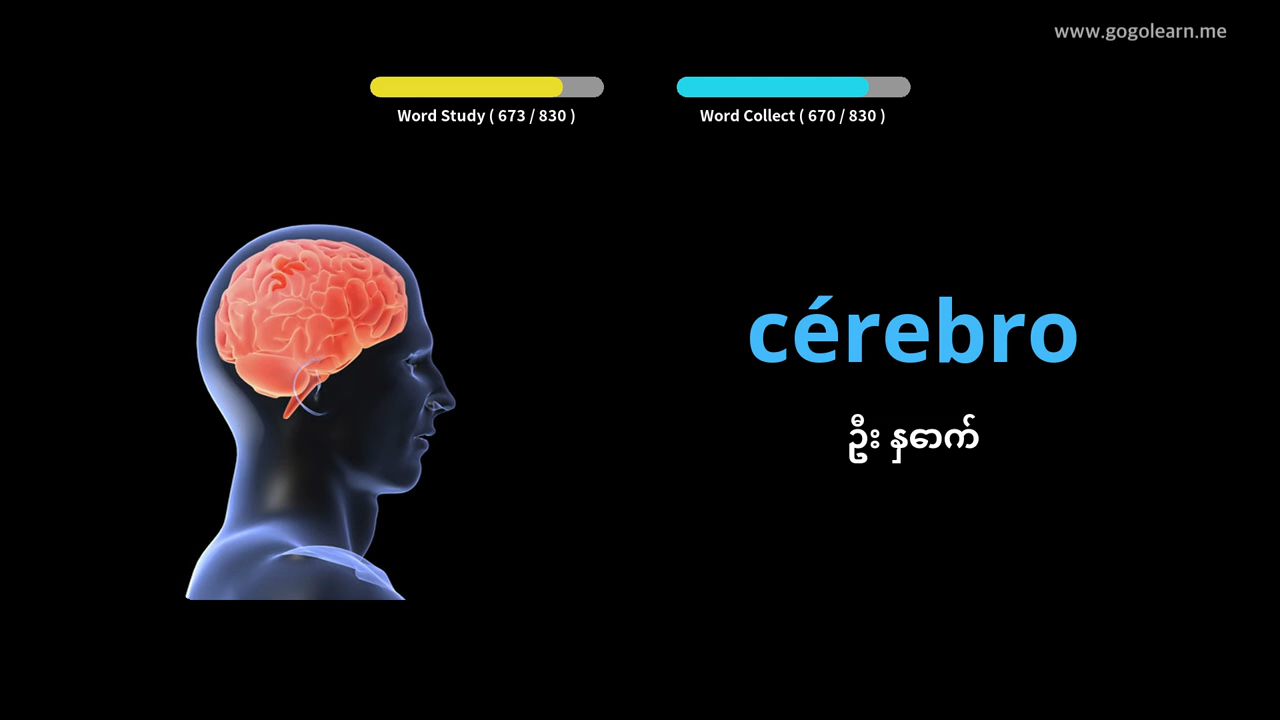 www.gogolearn.me
Word Study ( 673 / 830 )
Word Collect ( 670 / 830 )
cérebro
ဦး နှောက်